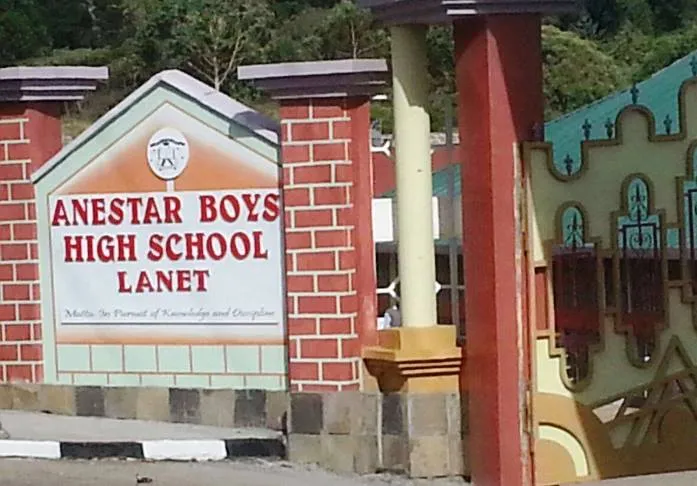 ANESTAR BOYS
HIGH SCHOOL
LANET
Motto: In Pursuit of Knowledge and Discipline